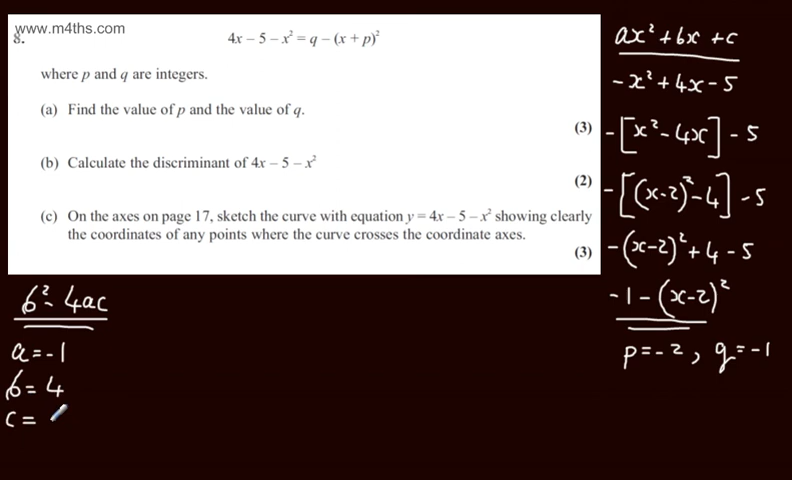 www.m4ths.com
8.
4x – 5 – x² = q – (x + p)²
where p and q are integers.
(a) Find the value of p and the value of q.
(3)
(b) Calculate the discriminant of 4x – 5 – x²
(2)
(c) On the axes on page 17, sketch the curve with equation y = 4x – 5 – x² showing clearly
the coordinates of any points where the curve crosses the coordinate axes.
(3)
ax² + bx + c
-x² + 4x - 5
-[x² - 4x] - 5
-[(x-2)² - 4] - 5
-(x-2)² + 4 - 5
-1 - (x-2)²
p = -2, q = -1
b² - 4ac
a = -1
b = 4
c =